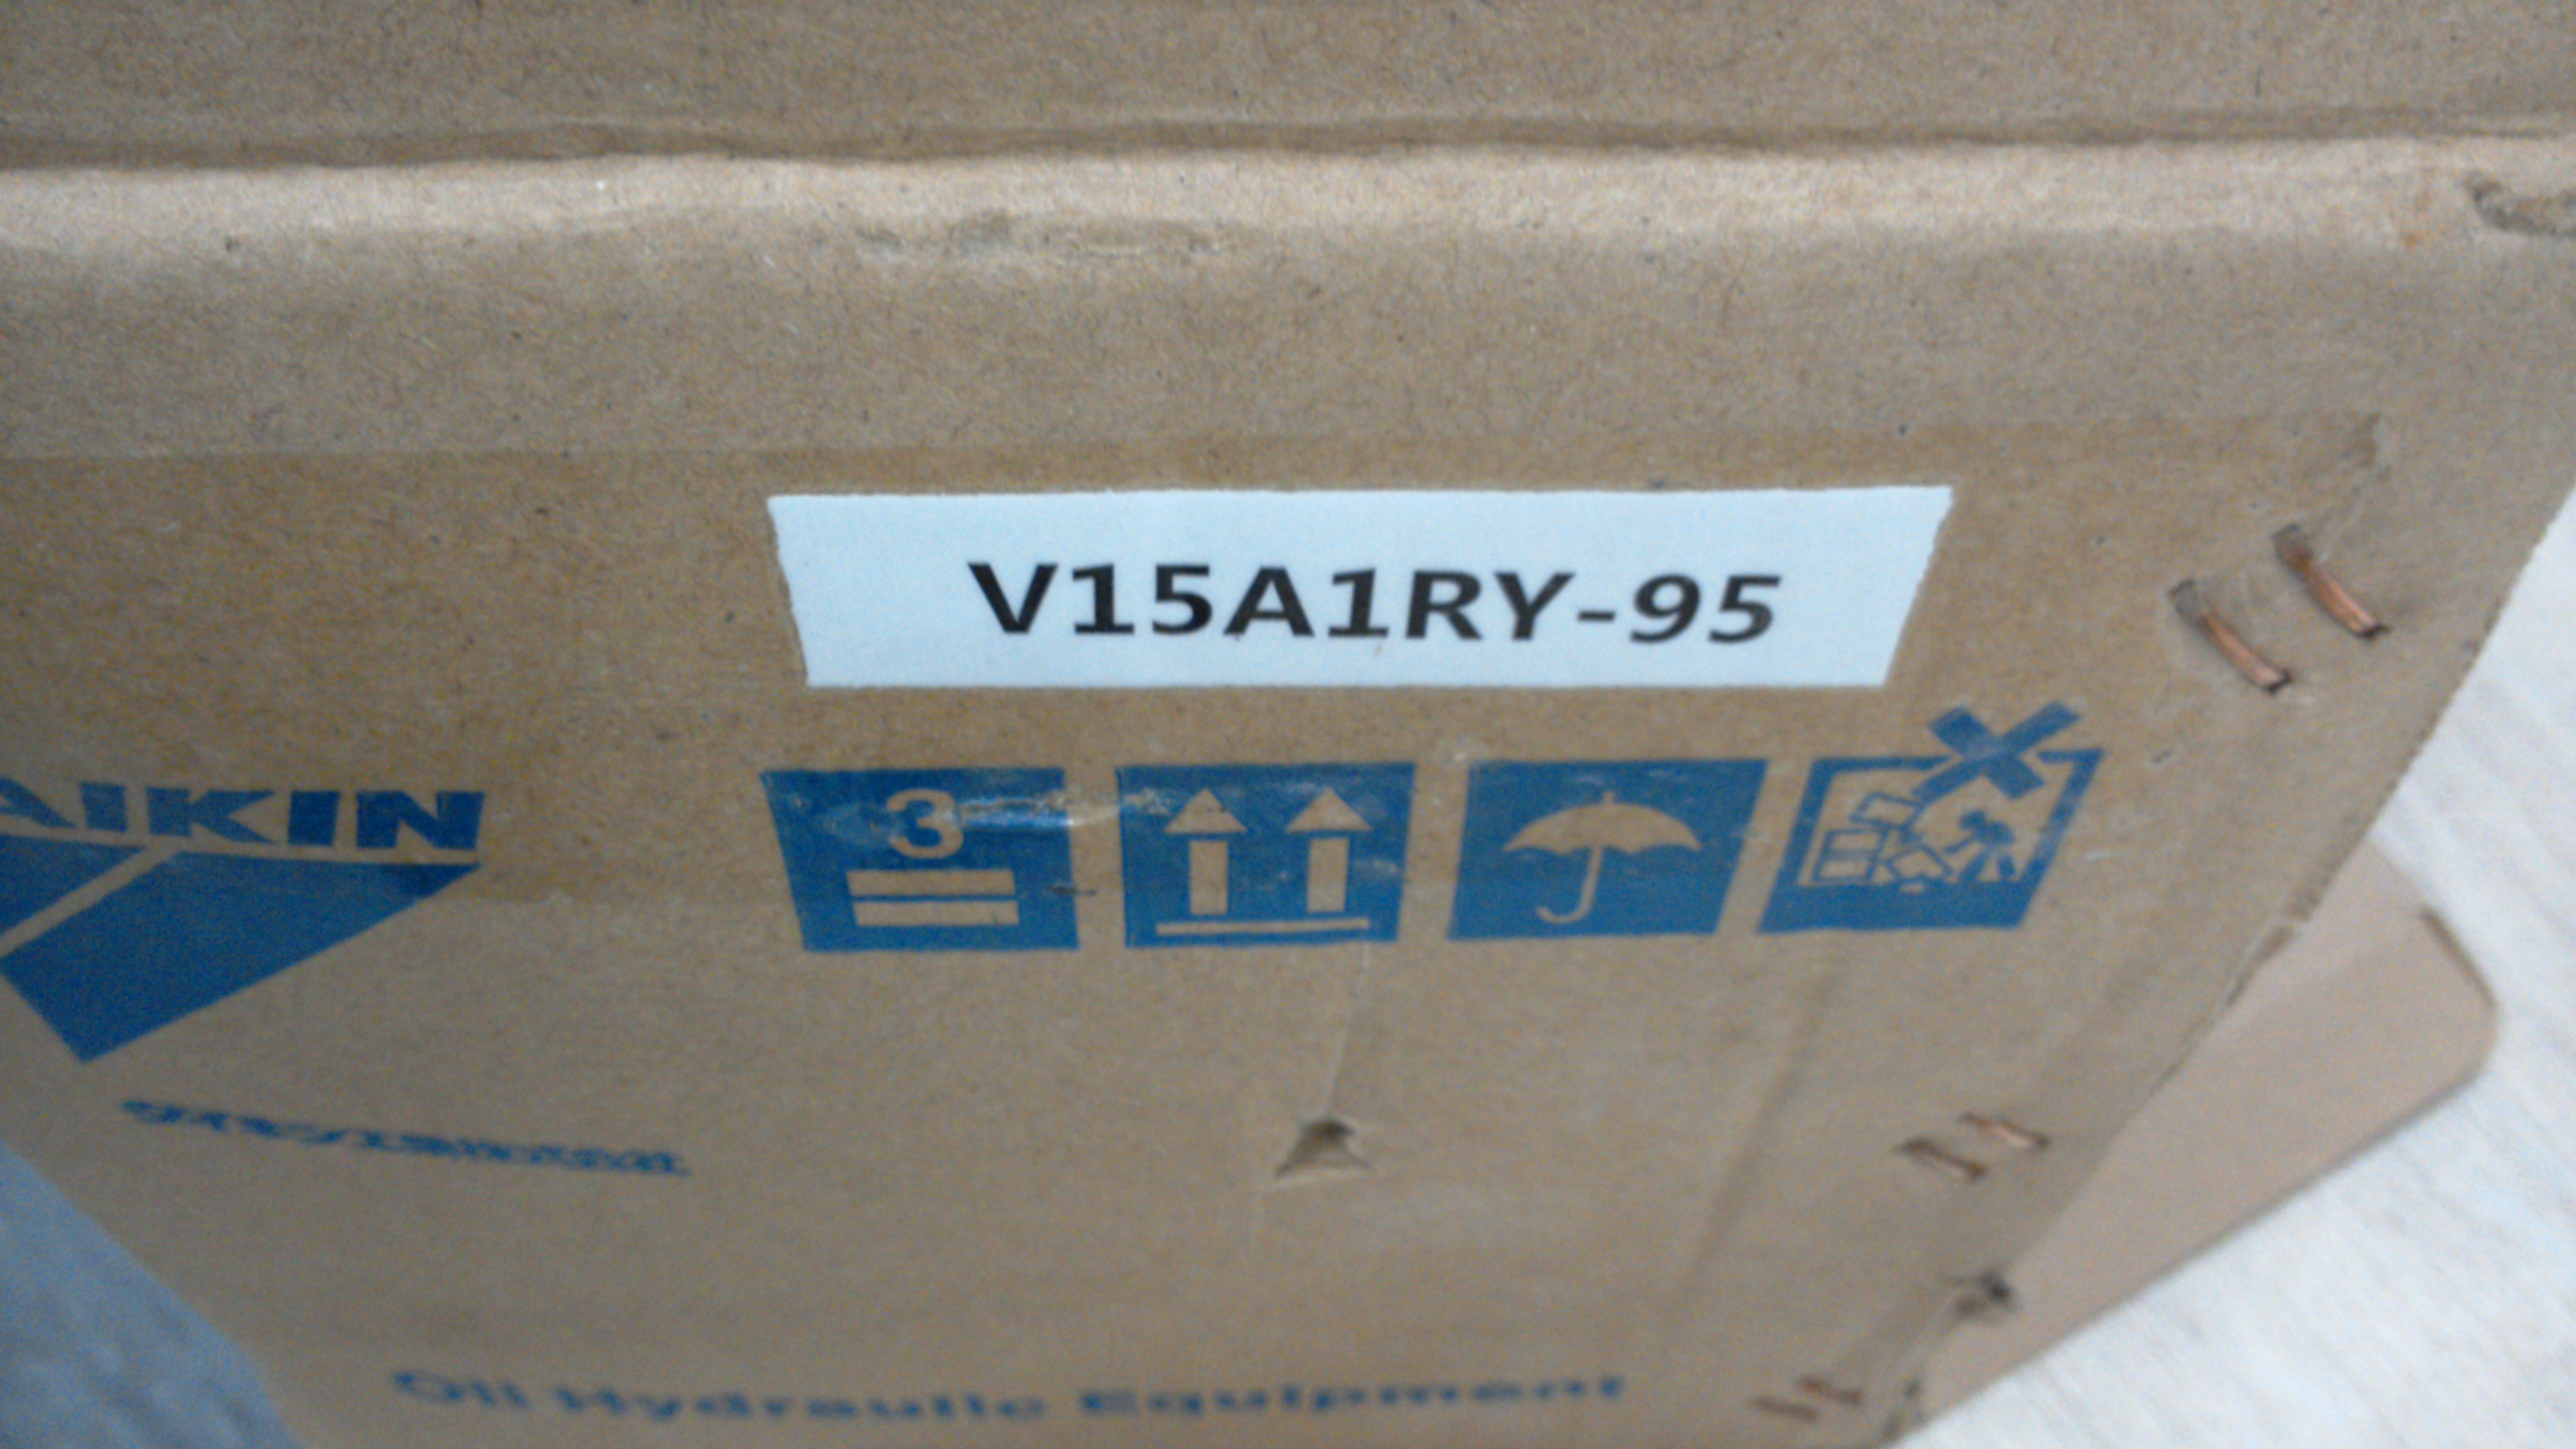 V15A1RY-95
AIKIN
3
Oil Hydraulic Equipment